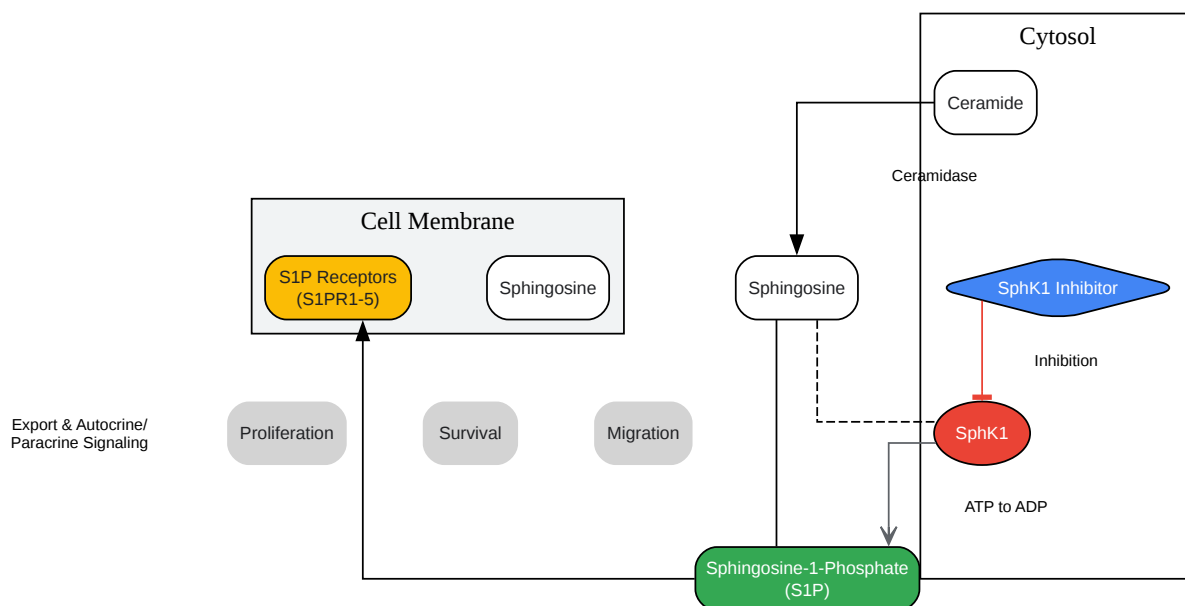 Cytosol
Ceramide
Ceramidase
Cell Membrane
S1P Receptors
(S1PR1-5)
Sphingosine
Sphingosine
SphK1 Inhibitor
Inhibition
Export & Autocrine/
Paracrine Signaling
Proliferation
Survival
Migration
SphK1
ATP to ADP
Sphingosine-1-Phosphate
(S1P)